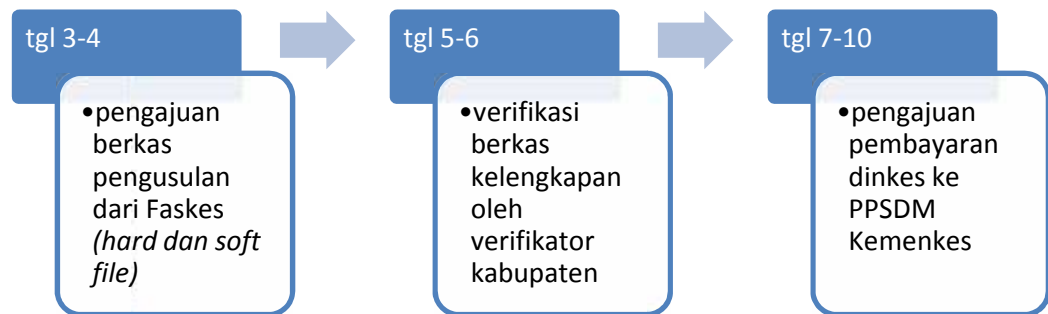 tgl 3-4
•pengajuan
berkas
pengusulan
dari Faskes
(hard dan soft
file)
tgl 5-6
•verifikasi
berkas
kelengkapan
oleh
verifikator
kabupaten
tgl 7-10
•pengajuan
pembayaran
dinkes ke
PPSDM
Kemenkes